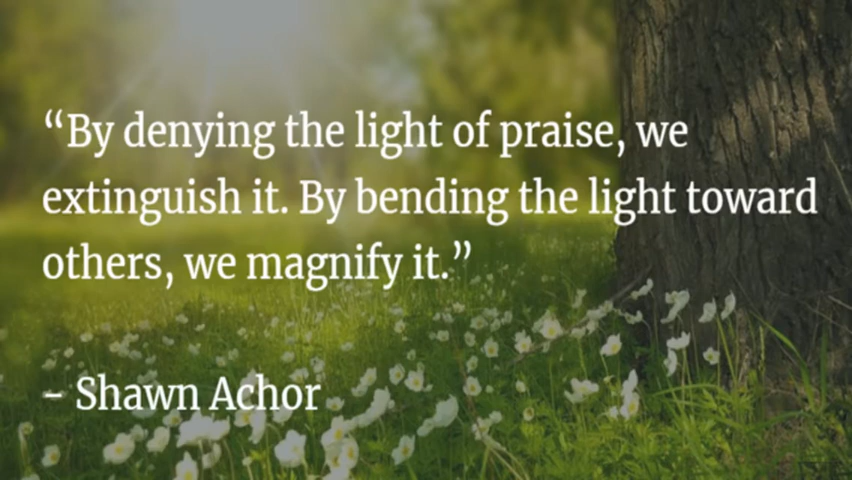 “By denying the light of praise, we
extinguish it. By bending the light toward
others, we magnify it.”
– Shawn Achor